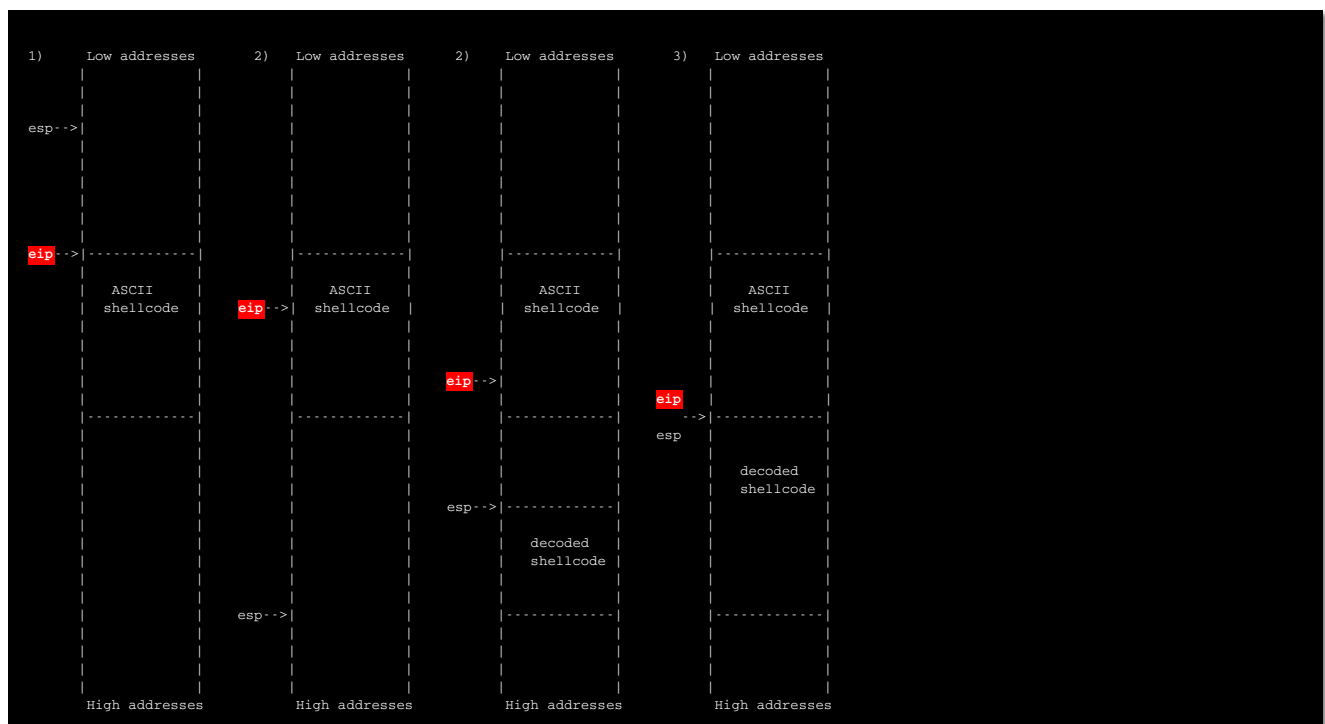 1) Low addresses 2) Low addresses 2) Low addresses 3) Low addresses
esp-->|
eip-->|-------------| |-------------| |-------------| |-------------|
ASCII ASCII ASCII ASCII
shellcode eip-->| shellcode shellcode shellcode
eip-->|
eip
|-------------| |-------------| |-------------| -->|-------------|
esp
decoded
shellcode
esp-->|-------------|
decoded
shellcode
esp-->| |-------------| |-------------|
High addresses High addresses High addresses High addresses